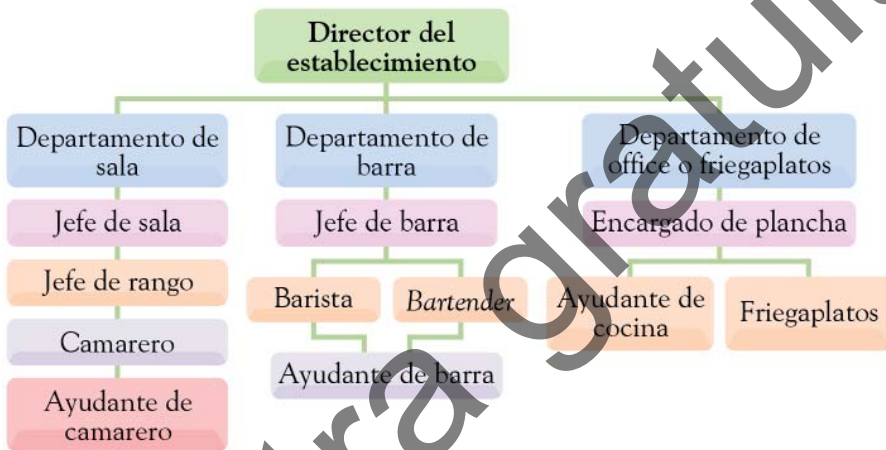 Director del
establecimiento
Departamento de
sala
Jefe de sala
Jefe de rango
Camarero
Ayudante de
camarero
Departamento de
barra
Jefe de barra
Barista
Bartender
Ayudante de barra
Departamento de
office o friegaplatos
Encargado de plancha
Ayudante de
cocina
Friegaplatos